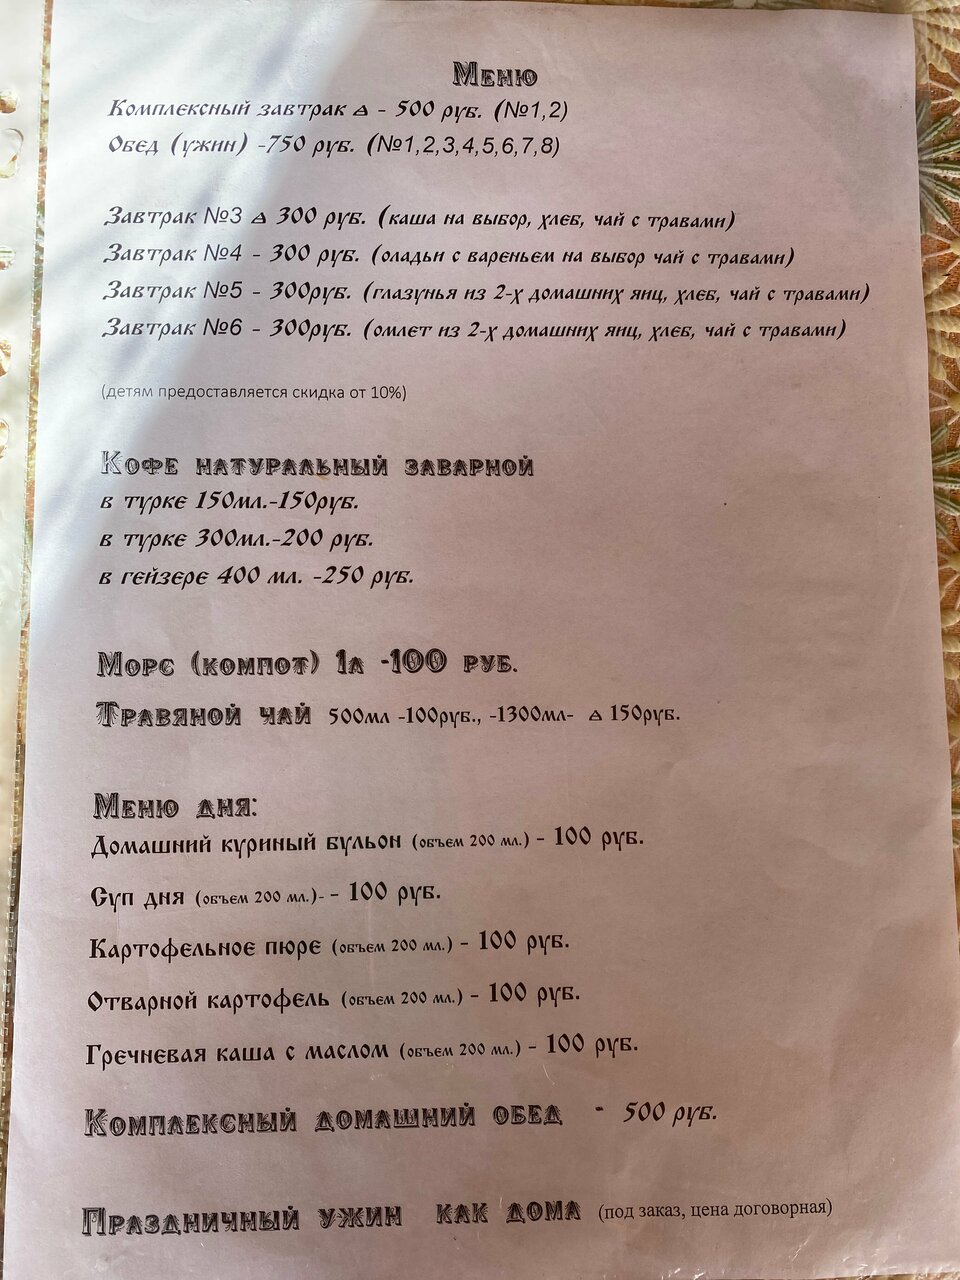 Меню
Комплексный завтрак Δ - 500 руб. (№1,2)
Обед (ужин) -750 руб. (№1,2,3,4,5,6,7,8)
Завтрак №3 Δ 300 руб. (каша на выбор, хлеб, чай с травами)
Завтрак №4 - 300 руб. (оладьи с вареньем на выбор чай с травами)
Завтрак №5 - 300руб. (глазунья из 2-х домашних яиц, хлеб, чай с травами)
Завтрак №6 - 300руб. (омлет из 2-х домашних яиц, хлеб, чай с травами)
(детям предоставляется скидка от 10%)
Кофе натуральный заварной
в турке 150мл.-150руб.
в турке 300мл.-200 руб.
в гейзере 400 мл. -250 руб.
Морс (компот) 1л -100 руб.
Травяной чай 500мл -100руб., -1300мл- Δ 150руб.
Меню дня:
Домашний куриный бульон (объем 200 мл.) - 100 руб.
Суп дня (объем 200 мл.)- - 100 руб.
Картофельное пюре (объем 200 мл.) - 100 руб.
Отварной картофель (объем 200 мл.) - 100 руб.
Гречневая каша с маслом (объем 200 мл.) - 100 руб.
Комплексный домашний обед - 500 руб.
Праздничный ужин как дома (под заказ, цена договорная)